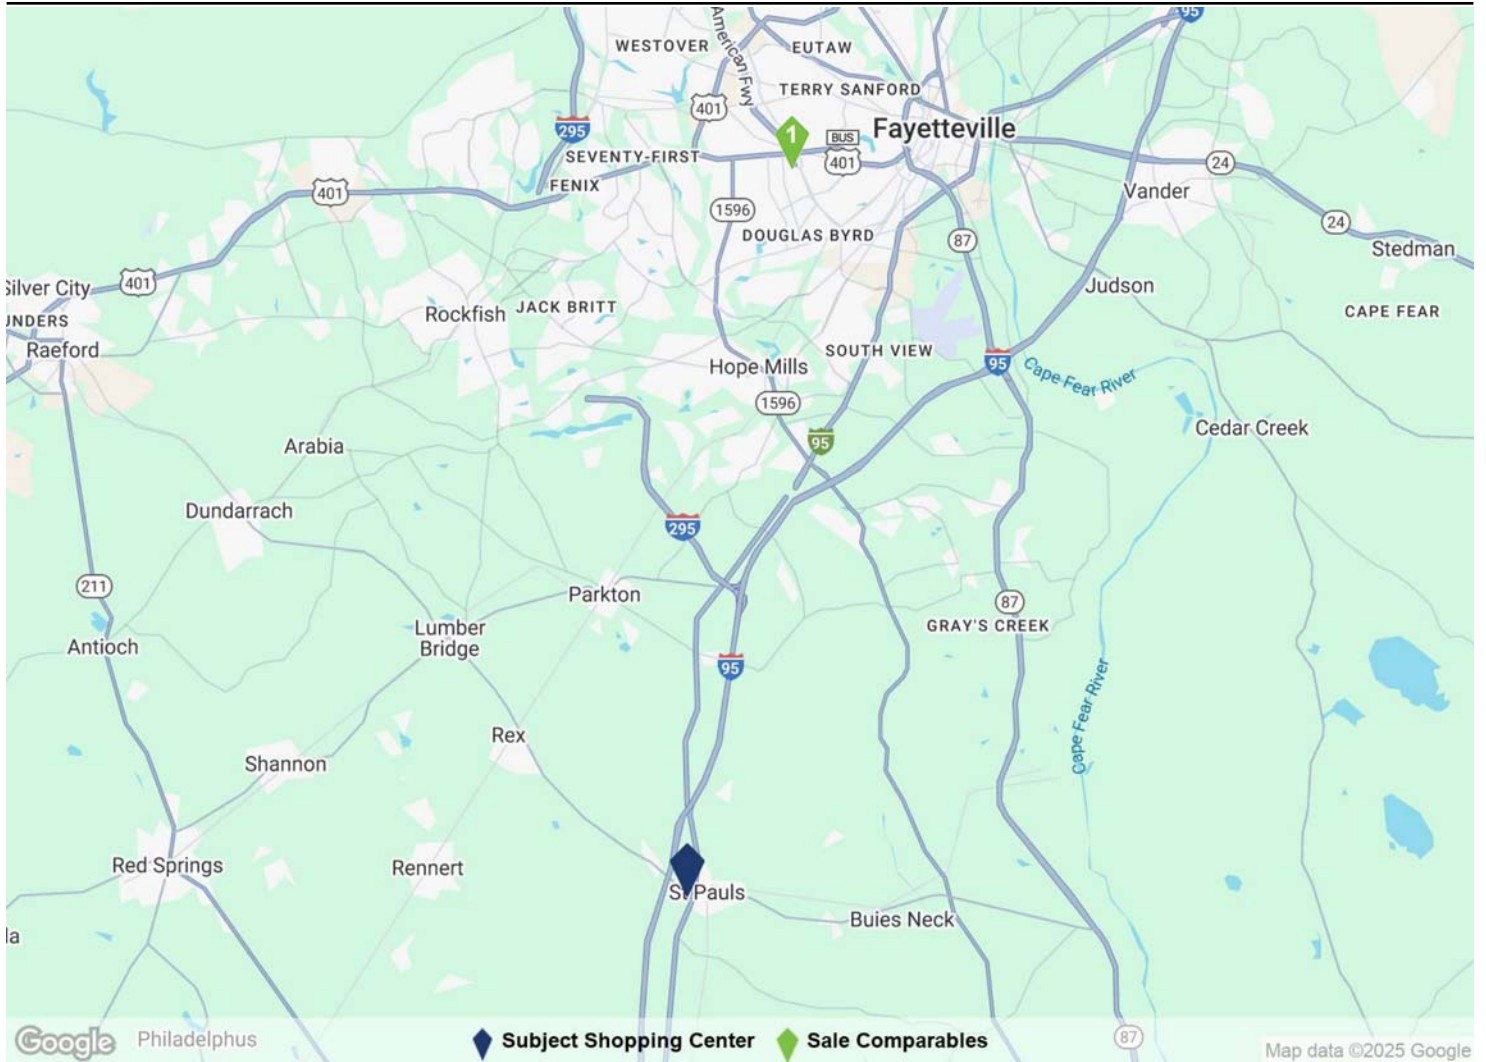 95
WESTOVER
American Fwy
EUTAW
TERRY SANFORD
401
295
1
BUS
401
Fayetteville
SEVENTY-FIRST
24
FENIX
401
1596
Vander
DOUGLAS BYRD
87
24
Stedman
401
Silver City
Judson
Rockfish
JACK BRITT
CAPE FEAR
UNDERS
Raeford
SOUTH VIEW
Hope Mills
95
Cape Fear River
1596
Cedar Creek
95
Arabia
Dundarrach
295
211
Parkton
87
GRAY'S CREEK
Lumber
Bridge
Antioch
95
Cape Fear River
Rex
Shannon
Red Springs
Rennert
St Pauls
Buies Neck
la
Google
Philadelphus
Subject Shopping Center
Sale Comparables
87
Map data ©2025 Google